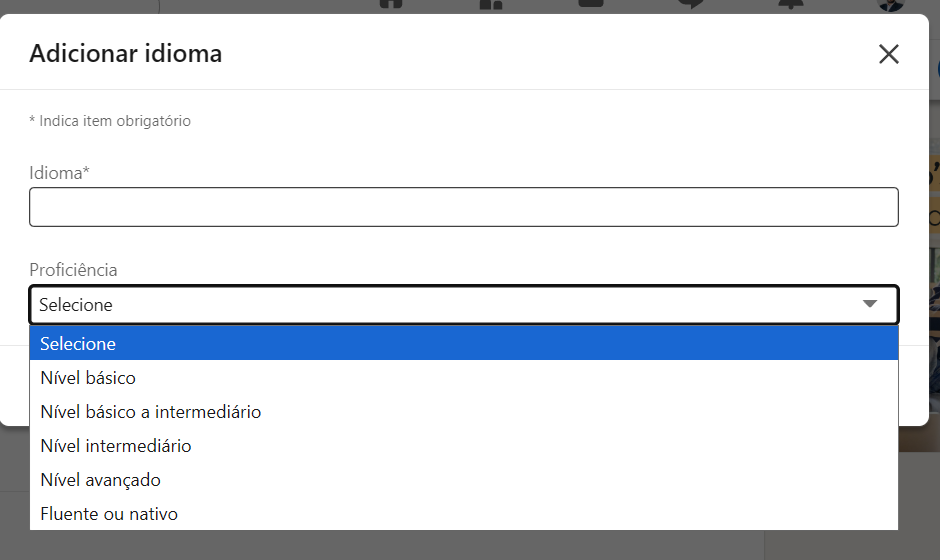 Adicionar idioma
* Indica item obrigatório
Idioma*
Proficiência
Selecione
Selecione
Nível básico
Nível básico a intermediário
Nível intermediário
Nível avançado
Fluente ou nativo